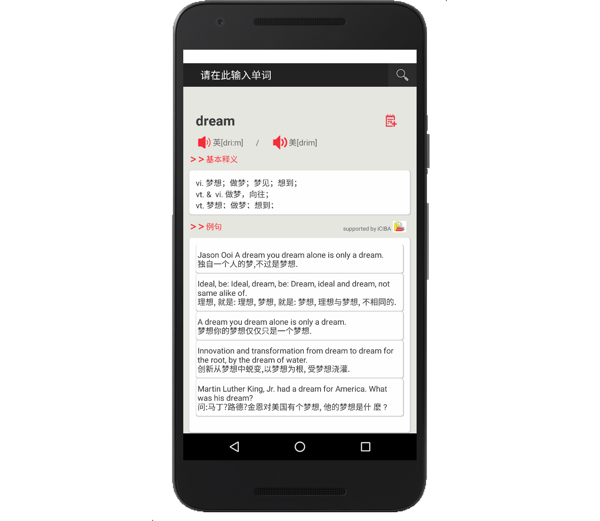 请在此输入单词
dream
英[dri:m] / 美[drim]
>>基本释义
vi. 梦想；做梦；梦见；想到；
vt. & vi. 做梦，向往；
vt. 梦想；做梦；想到；
>>例句 supported by iCIBA
Jason Ooi A dream you dream alone is only a dream.
独自一个人的梦,不过是梦想.
Ideal, be: Ideal, dream, be: Dream, ideal and dream, not
same alike of.
理想, 就是: 理想, 梦想, 就是: 梦想, 理想与梦想, 不相同的.
A dream you dream alone is only a dream.
梦想你的梦想仅仅只是一个梦想.
Innovation and transformation from dream to dream for
the root, by the dream of water.
创新从梦想中蜕变,以梦想为根, 受梦想浇灌.
Martin Luther King, Jr. had a dream for America. What
was his dream?
问:马丁?路德?金恩对美国有个梦想, 他的梦想是什 麽 ?